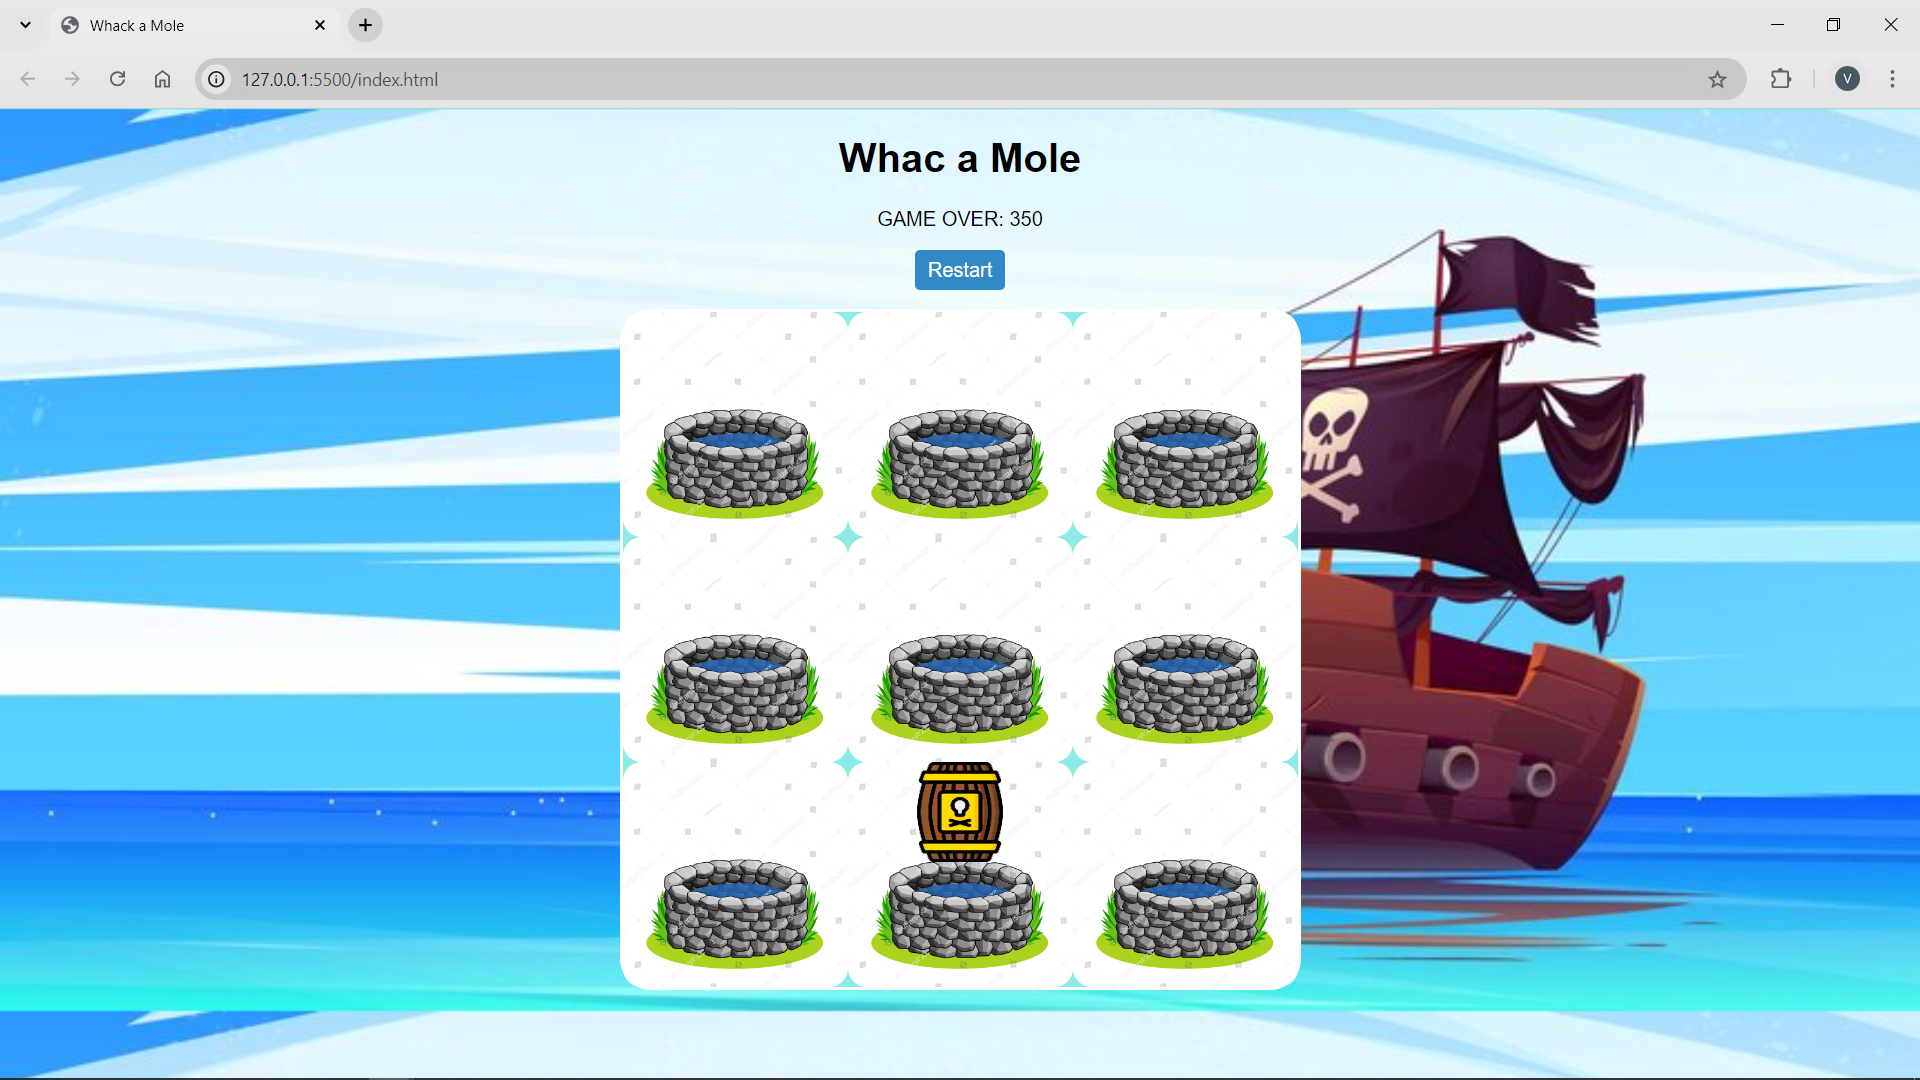 Whack a Mole
127.0.0.1:5500/index.html
V
Whac a Mole
GAME OVER: 350
Restart